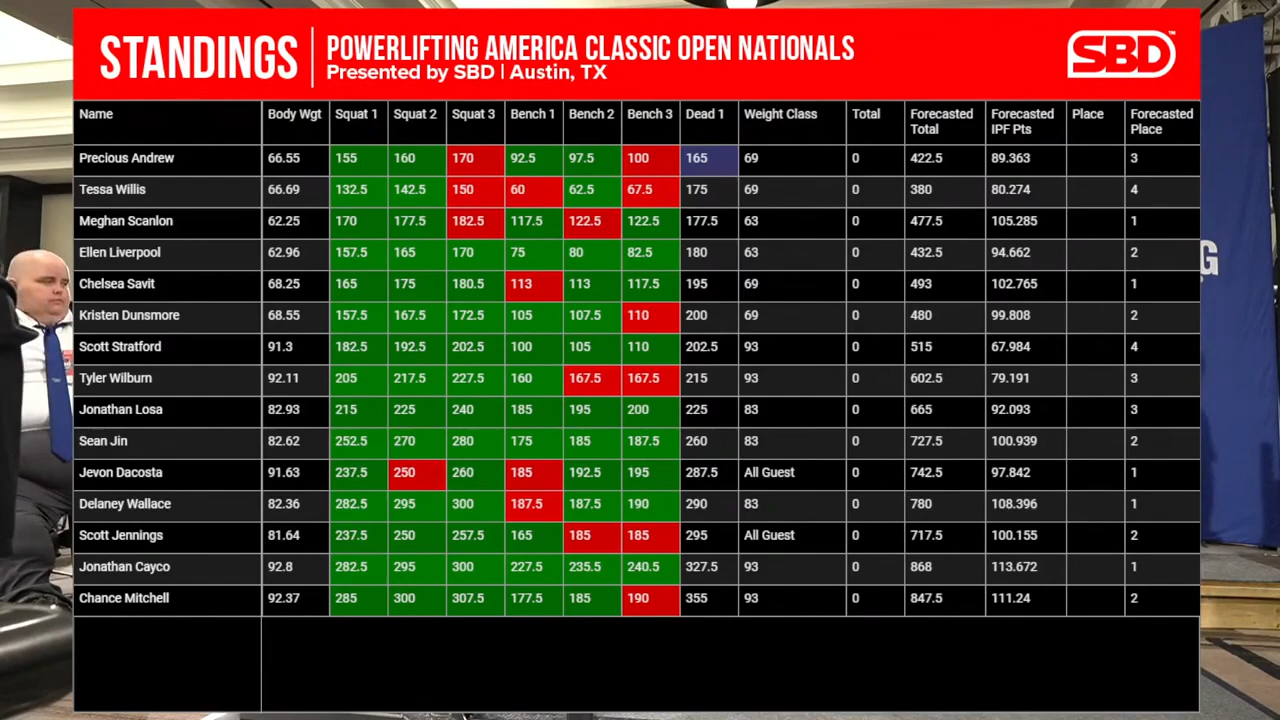 STANDINGS
POWERLIFTING AMERICA CLASSIC OPEN NATIONALS
Presented by SBD | Austin, TX
SBD™
Name Body Wgt Squat 1 Squat 2 Squat 3 Bench 1 Bench 2 Bench 3 Dead 1 Weight Class Total Forecasted Total Forecasted IPF Pts Place Forecasted Place
Precious Andrew 66.55 155 160 170 92.5 97.5 100 165 69 0 422.5 89.363 3
Tessa Willis 66.69 132.5 142.5 150 60 62.5 67.5 175 69 0 380 80.274 4
Meghan Scanlon 62.25 170 177.5 182.5 117.5 122.5 122.5 177.5 63 0 477.5 105.285 1
Ellen Liverpool 62.96 157.5 165 170 75 80 82.5 180 63 0 432.5 94.662 2
Chelsea Savit 68.25 165 175 180.5 113 113 117.5 195 69 0 493 102.765 1
Kristen Dunsmore 68.55 157.5 167.5 172.5 105 107.5 110 200 69 0 480 99.808 2
Scott Stratford 91.3 182.5 192.5 202.5 100 105 110 202.5 93 0 515 67.984 4
Tyler Wilburn 92.11 205 217.5 227.5 160 167.5 167.5 215 93 0 602.5 79.191 3
Jonathan Losa 82.93 215 225 240 185 195 200 225 83 0 665 92.093 3
Sean Jin 82.62 252.5 270 280 175 185 187.5 260 83 0 727.5 100.939 2
Jevon Dacosta 91.63 237.5 250 260 185 192.5 195 287.5 All Guest 0 742.5 97.842 1
Delaney Wallace 82.36 282.5 295 300 187.5 187.5 190 290 83 0 780 108.396 1
Scott Jennings 81.64 237.5 250 257.5 165 185 185 295 All Guest 0 717.5 100.155 2
Jonathan Cayco 92.8 282.5 295 300 227.5 235.5 240.5 327.5 93 0 868 113.672 1
Chance Mitchell 92.37 285 300 307.5 177.5 185 190 355 93 0 847.5 111.24 2
G